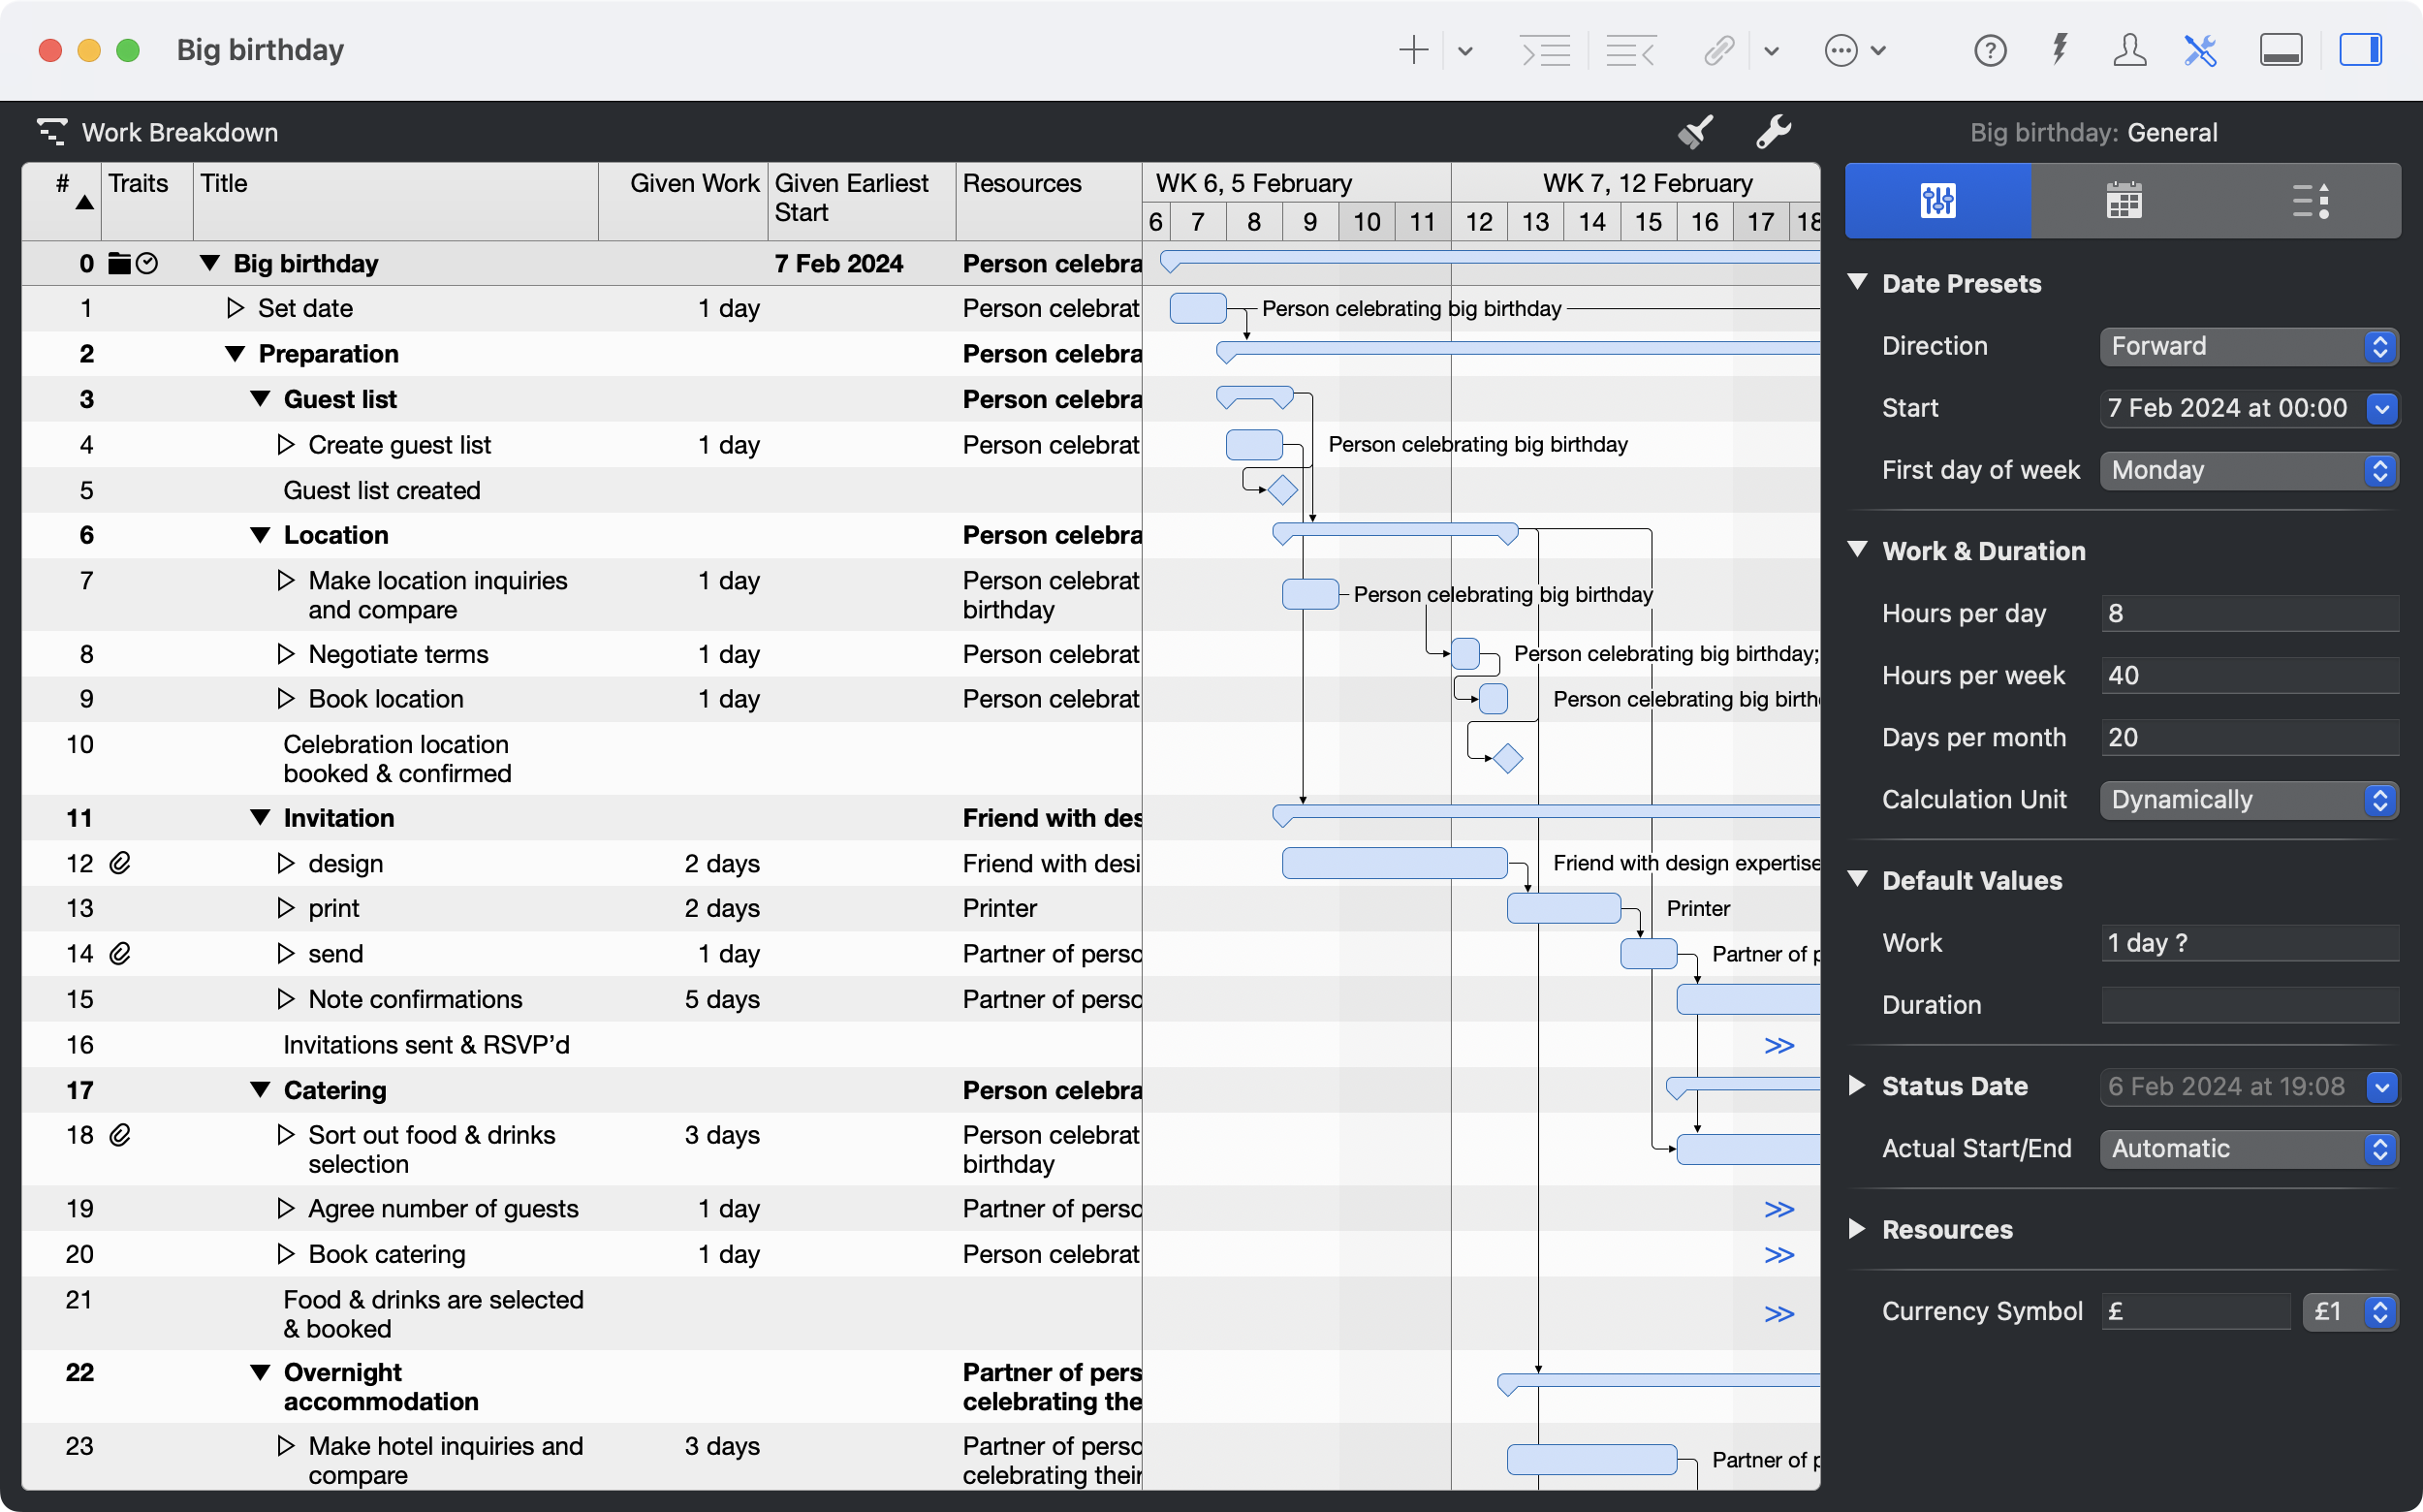 Big birthday
Work Breakdown
Big birthday: General
# Traits Title Given Work Given Earliest Start Resources WK 6, 5 February WK 7, 12 February
6 7 8 9 10 11 12 13 14 15 16 17 18
0 Big birthday 7 Feb 2024 Person celebra
1 Set date 1 day Person celebrat Person celebrating big birthday
2 Preparation Person celebra
3 Guest list Person celebra
4 Create guest list 1 day Person celebrat Person celebrating big birthday
5 Guest list created
6 Location Person celebra
7 Make location inquiries 1 day Person celebrat
and compare birthday Person celebrating big birthday
8 Negotiate terms 1 day Person celebrat Person celebrating big birthday;
9 Book location 1 day Person celebrat Person celebrating big birth
10 Celebration location
booked & confirmed
11 Invitation Friend with des
12 design 2 days Friend with desi Friend with design expertise
13 print 2 days Printer Printer
14 send 1 day Partner of perso Partner of p
15 Note confirmations 5 days Partner of perso
16 Invitations sent & RSVP’d >>
17 Catering Person celebra
18 Sort out food & drinks 3 days Person celebrat
selection birthday
19 Agree number of guests 1 day Partner of perso >>
20 Book catering 1 day Person celebrat >>
21 Food & drinks are selected
& booked >>
22 Overnight Partner of pers
accommodation celebrating the
23 Make hotel inquiries and 3 days Partner of perso
compare celebrating their Partner of p
Date Presets
Direction Forward
Start 7 Feb 2024 at 00:00
First day of week Monday
Work & Duration
Hours per day 8
Hours per week 40
Days per month 20
Calculation Unit Dynamically
Default Values
Work 1 day ?
Duration
Status Date 6 Feb 2024 at 19:08
Actual Start/End Automatic
Resources
Currency Symbol £ £1